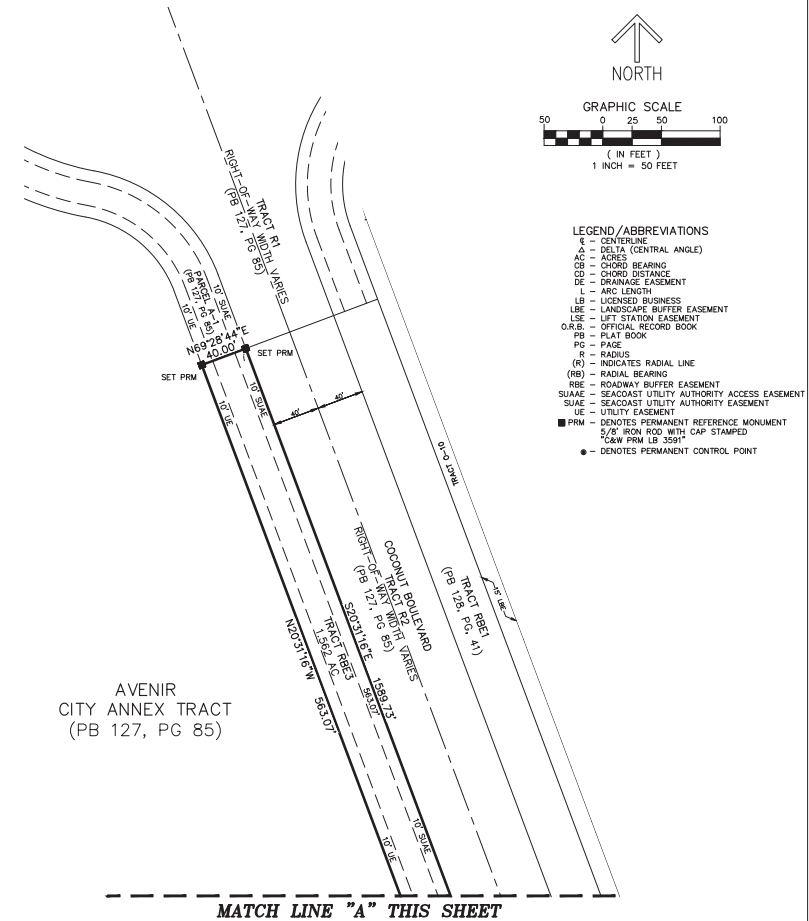 NORTH
GRAPHIC SCALE
50 0 25 50 100
( IN FEET )
1 INCH = 50 FEET
LEGEND/ABBREVIATIONS
℄ – CENTERLINE
Δ – DELTA (CENTRAL ANGLE)
AC – ACRES
CB – CHORD BEARING
CD – CHORD DISTANCE
DE – DRAINAGE EASEMENT
L – ARC LENGTH
LB – LICENSED BUSINESS
LBE – LANDSCAPE BUFFER EASEMENT
LSE – LIFT STATION EASEMENT
O.R.B. – OFFICIAL RECORD BOOK
PB – PLAT BOOK
PG – PAGE
R – RADIUS
(R) – INDICATES RADIAL LINE
(RB) – RADIAL BEARING
RBE – ROADWAY BUFFER EASEMENT
SUAAE – SEACOAST UTILITY AUTHORITY ACCESS EASEMENT
SUAE – SEACOAST UTILITY AUTHORITY EASEMENT
UE – UTILITY EASEMENT
PRM – DENOTES PERMANENT REFERENCE MONUMENT
5/8' IRON ROD WITH CAP STAMPED
"C&W PRM LB 3591"
– DENOTES PERMANENT CONTROL POINT
TRACT R1
RIGHT-OF-WAY WIDTH VARIES
(PB 127, PG 85)
10' SUAE
PARCEL A-1
(PB 127, PG 85)
10' UE
N69°28'44"E
40.00'
SET PRM
SET PRM
10' UE
10' SUAE
40'
40'
TRACT O-10
COCONUT BOULEVARD
TRACT R2
RIGHT-OF-WAY WIDTH VARIES
(PB 127, PG 85)
TRACT RBE1
(PB 128, PG, 41)
15' LBE
S20°31'16"E 1589.73'
563.07'
TRACT RBE3
1.562 AC
N20°31'16"W 563.07'
AVENIR
CITY ANNEX TRACT
(PB 127, PG 85)
10' UE
10' SUAE
MATCH LINE "A" THIS SHEET